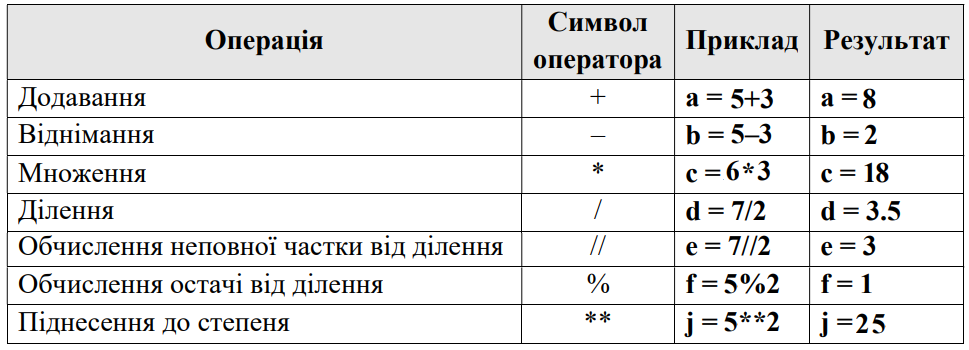 Операція Символ оператора Приклад Результат
Додавання + a = 5+3 a = 8
Віднімання – b = 5–3 b = 2
Множення * c = 6*3 c = 18
Ділення / d = 7/2 d = 3.5
Обчислення неповної частки від ділення // e = 7//2 e = 3
Обчислення остачі від ділення % f = 5%2 f = 1
Піднесення до степеня ** j = 5**2 j =25